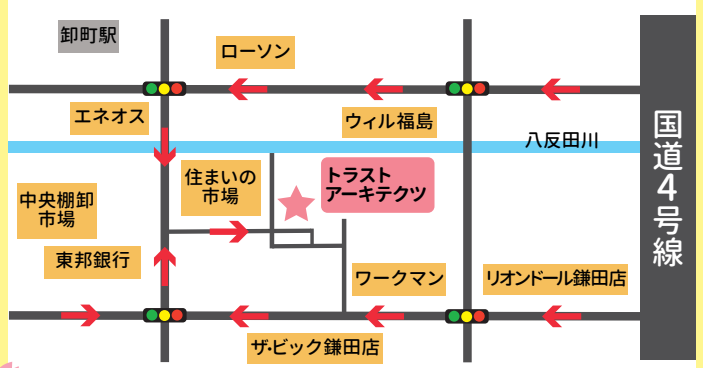 卸町駅
ローソン
エネオス
ウィル福島
八反田川
国道4号線
中央棚卸
市場
住まいの
市場
トラスト
アーキテクツ
東邦銀行
ワークマン
リオンドール鎌田店
ザ・ビック鎌田店